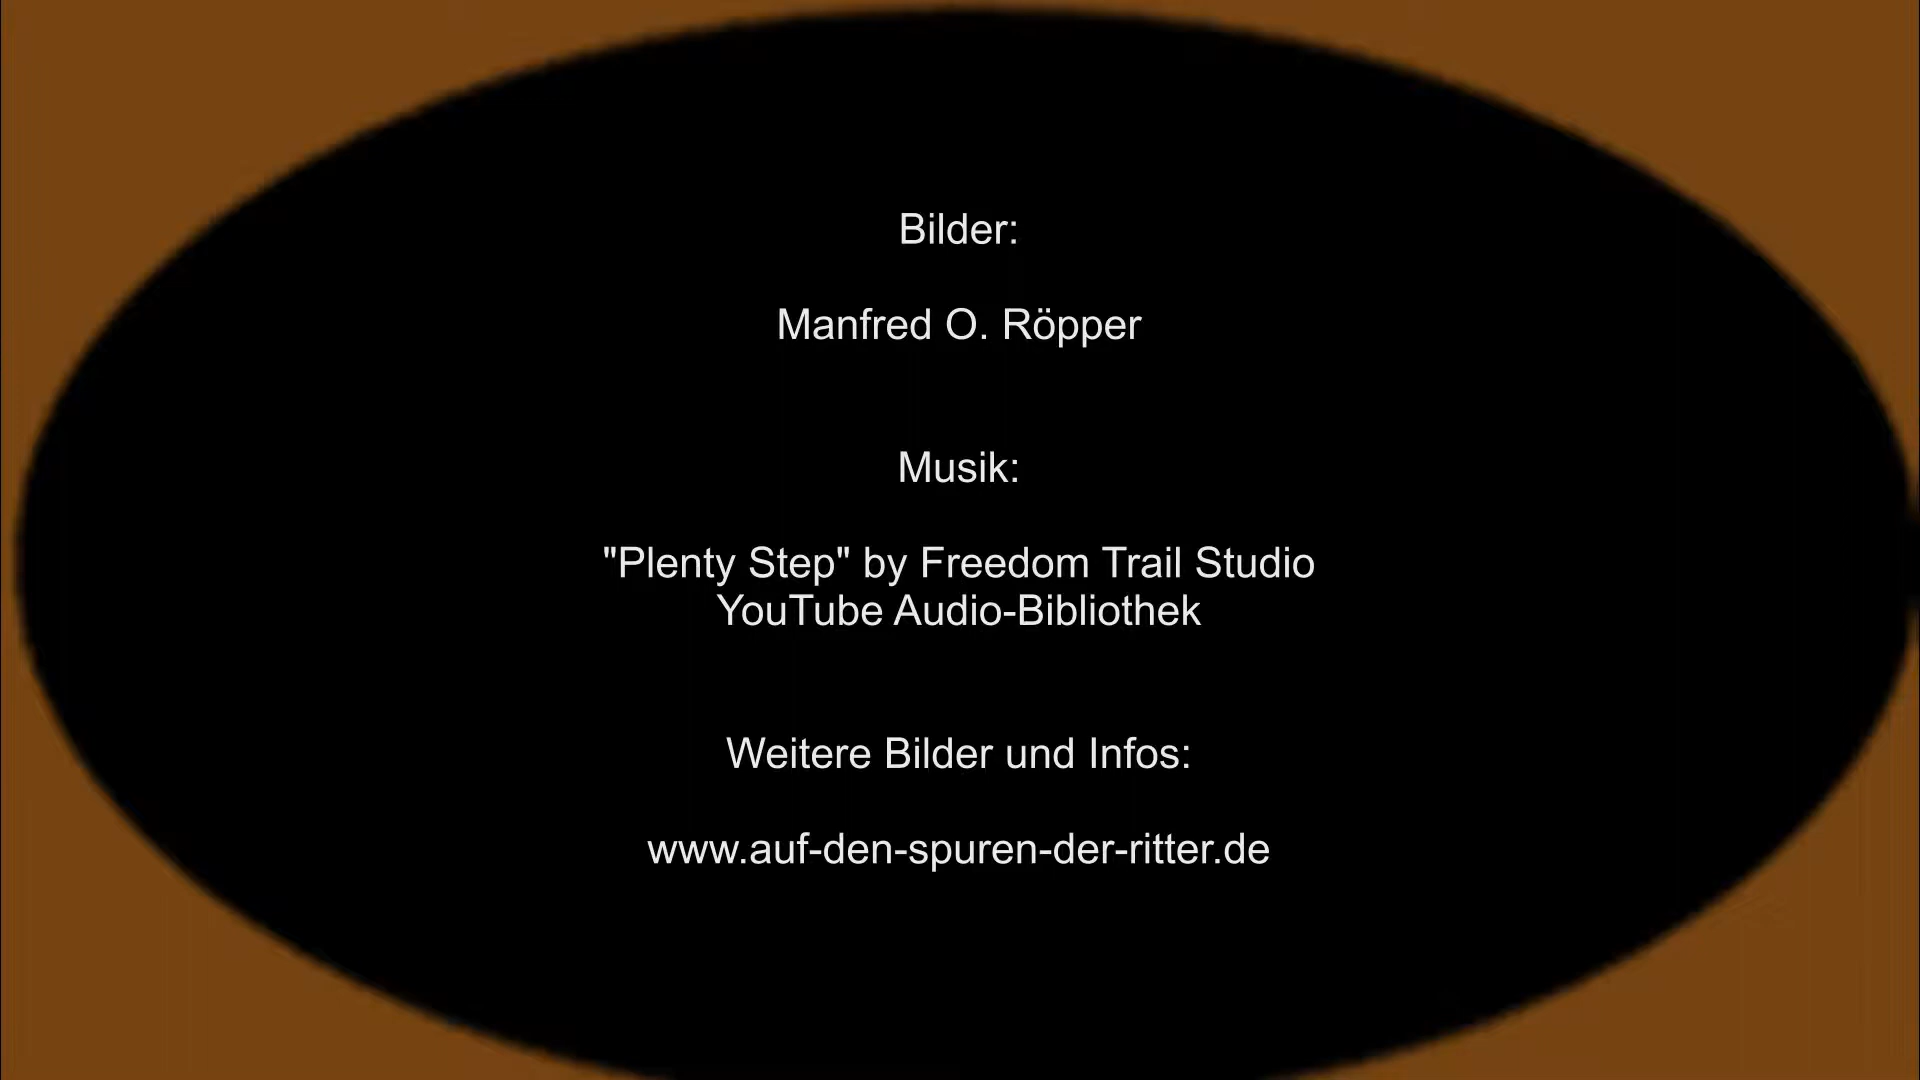 Bilder:
Manfred O. Röpper
Musik:
"Plenty Step" by Freedom Trail Studio
YouTube Audio-Bibliothek
Weitere Bilder und Infos:
www.auf-den-spuren-der-ritter.de